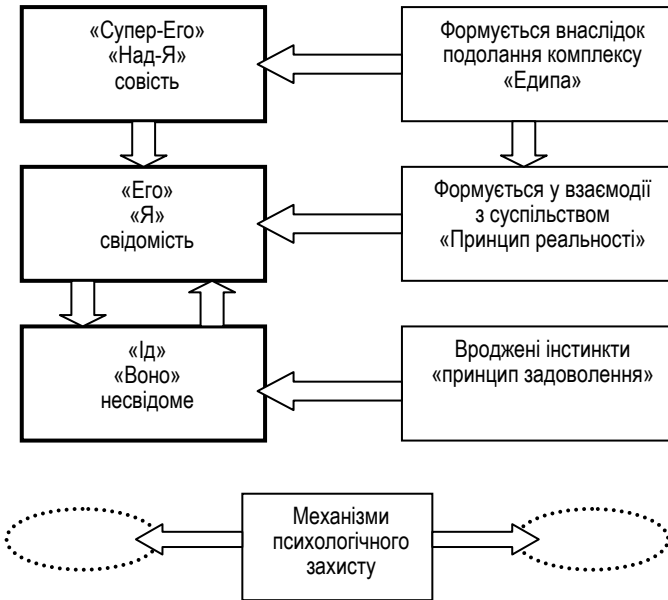 «Супер-Его»
«Над-Я»
совість
Формується внаслідок
подолання комплексу
«Едипа»
«Его»
«Я»
свідомість
Формується у взаємодії
з суспільством
«Принцип реальності»
«Ід»
«Воно»
несвідоме
Вроджені інстинкти
«принцип задоволення»
Механізми
психологічного
захисту